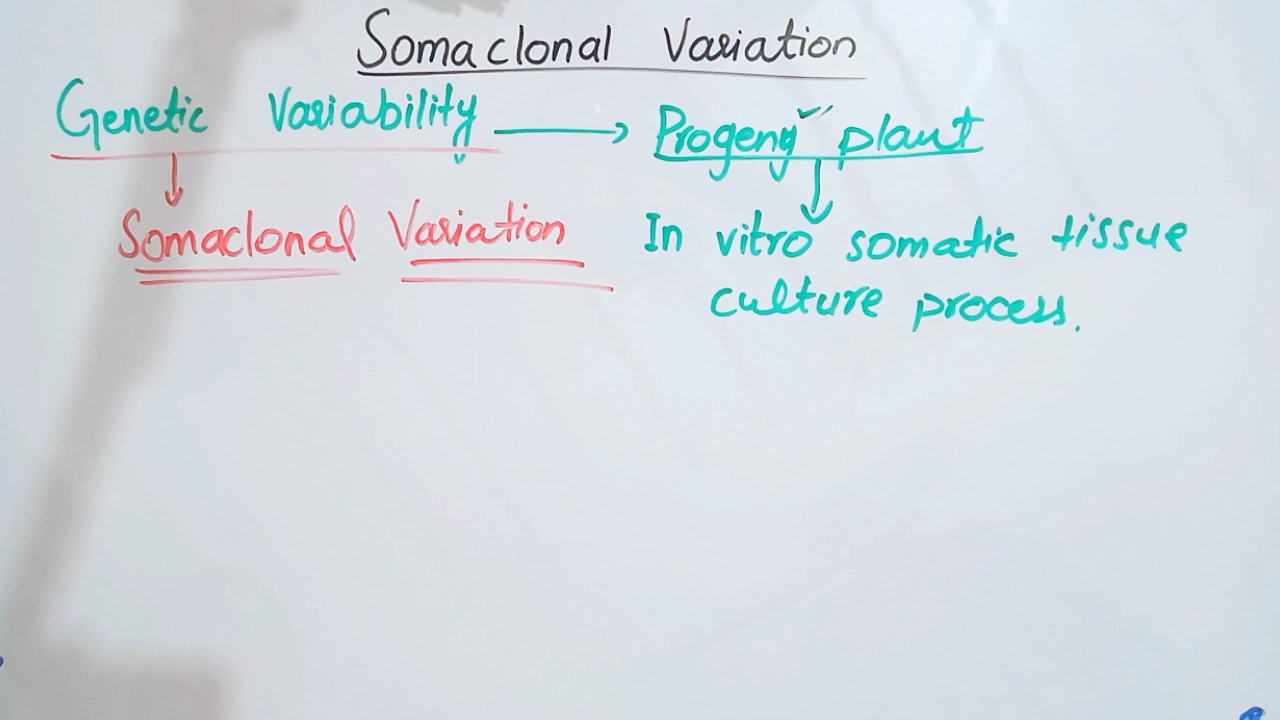 Somaclonal Variation
Genetic Variability → Progeny plant
Somaclonal Variation
In vitro somatic tissue
culture process.